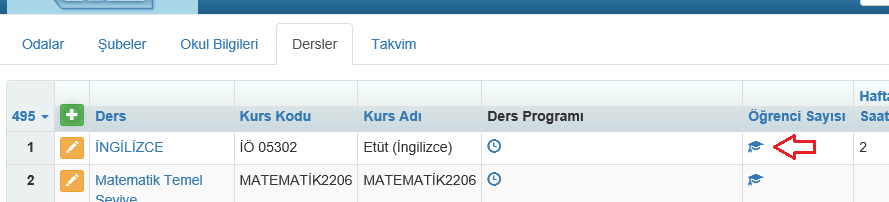 Odalar Şubeler Okul Bilgileri Dersler Takvim
Hafta
495 Ders Kurs Kodu Kurs Adı Ders Programı Öğrenci Sayısı Saat
1 İNGİLİZCE İÖ 05302 Etüt (İngilizce) 2
2 Matematik Temel MATEMATİK2206 MATEMATİK2206
Seviye